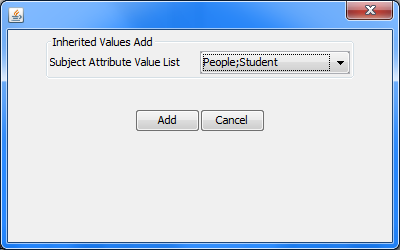 Inherited Values Add
Subject Attribute Value List People;Student
Add Cancel